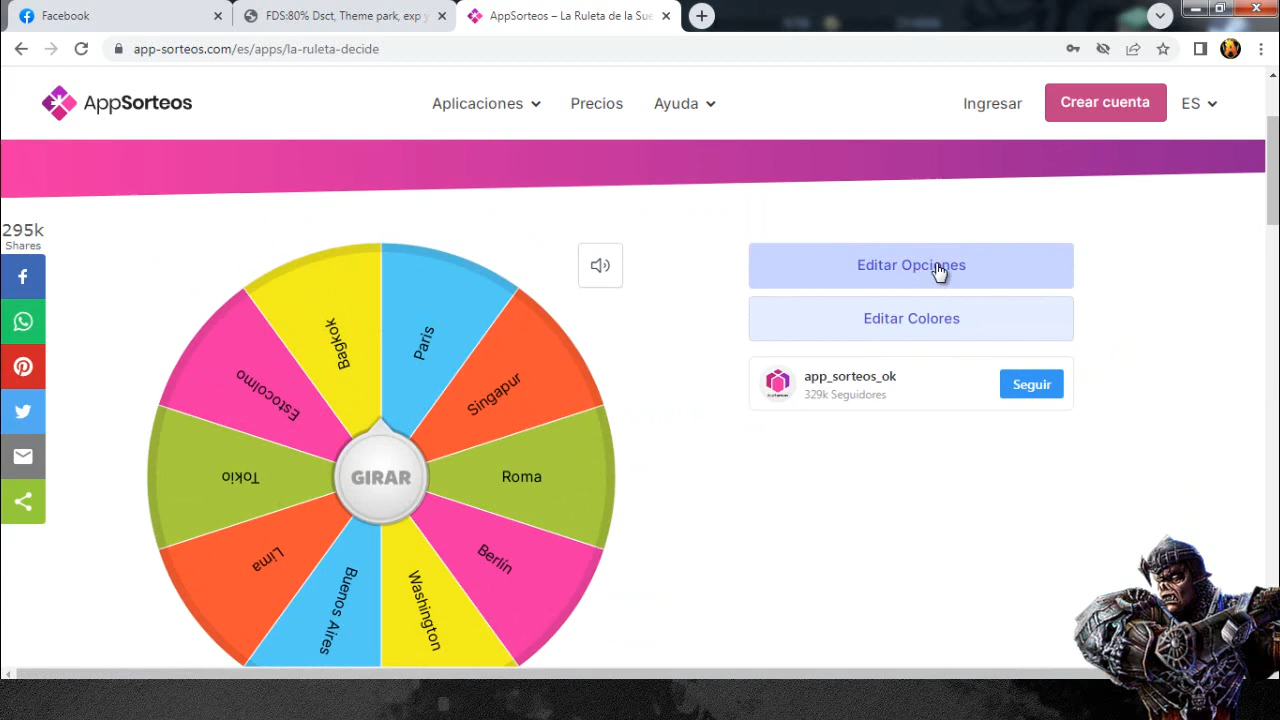 Facebook
FDS:80% Dsct, Theme park, exp y
AppSorteos – La Ruleta de la Sue
app-sorteos.com/es/apps/la-ruleta-decide
AppSorteos
Aplicaciones
Precios
Ayuda
Ingresar
Crear cuenta
ES
295k
Shares
Editar Opciones
Editar Colores
app_sorteos_ok
329k Seguidores
Seguir
Bagkok
Paris
Estocolmo
Singapur
Tokio
GIRAR
Roma
Lima
Berlín
Buenos Aires
Washington